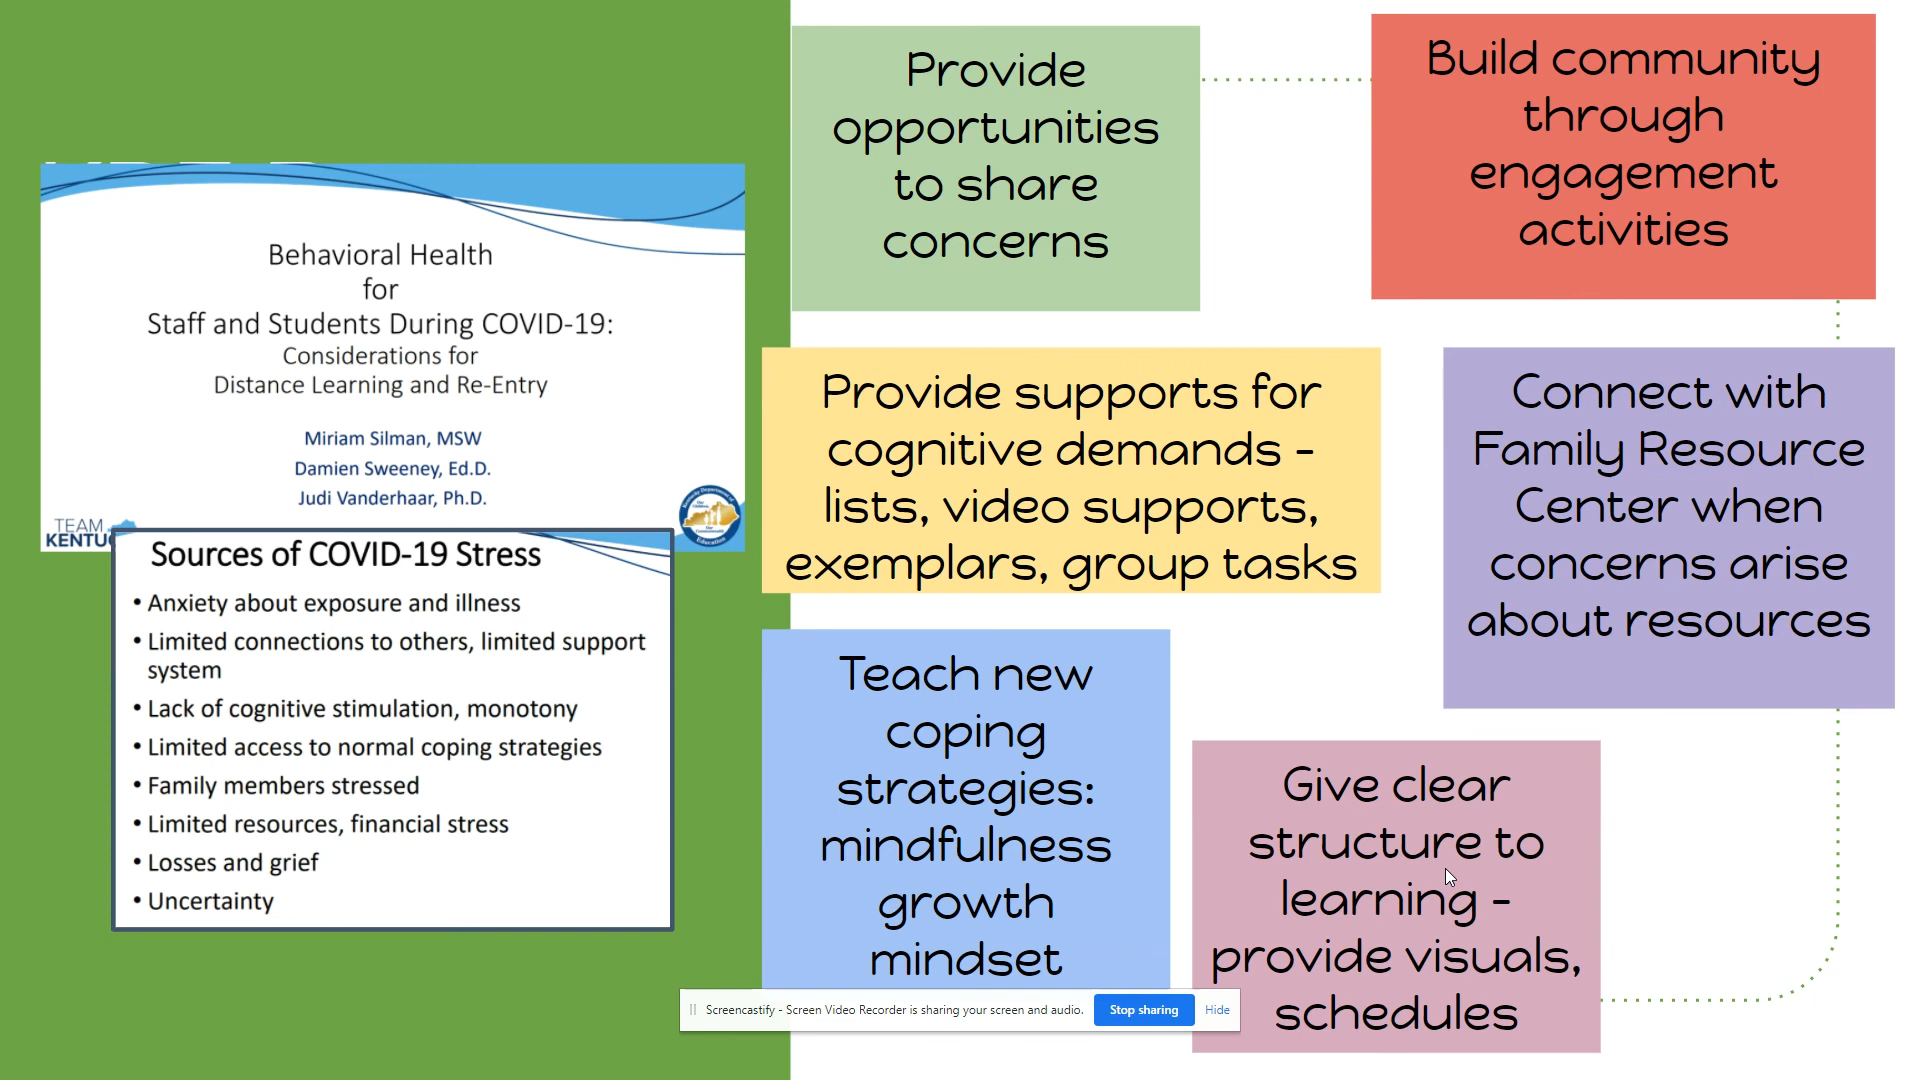 Behavioral Health
for
Staff and Students During COVID-19:
Considerations for
Distance Learning and Re-Entry
Miriam Silman, MSW
Damien Sweeney, Ed.D.
Judi Vanderhaar, Ph.D.
TEAM
Sources of COVID-19 Stress
• Anxiety about exposure and illness
• Limited connections to others, limited support
system
• Lack of cognitive stimulation, monotony
• Limited access to normal coping strategies
• Family members stressed
• Limited resources, financial stress
• Losses and grief
• Uncertainty
Provide
opportunities
to share
concerns
Build community
through
engagement
activities
Provide supports for
cognitive demands -
lists, video supports,
exemplars, group tasks
Connect with
Family Resource
Center when
concerns arise
about resources
Teach new
coping
strategies:
mindfulness
growth
mindset
Give clear
structure to
learning -
provide visuals,
schedules
Screencastify - Screen Video Recorder is sharing your screen and audio.
Stop sharing
Hide